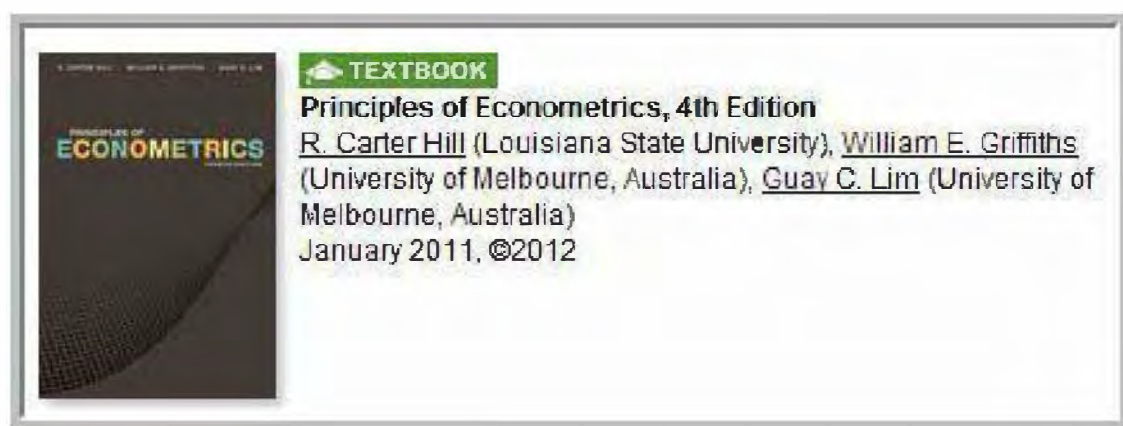 PRINCIPLES OF
ECONOMETRICS
TEXTBOOK
Principles of Econometrics, 4th Edition
R. Carter Hill (Louisiana State University), William E. Griffiths
(University of Melbourne, Australia), Guay C. Lim (University of
Melbourne, Australia)
January 2011, ©2012